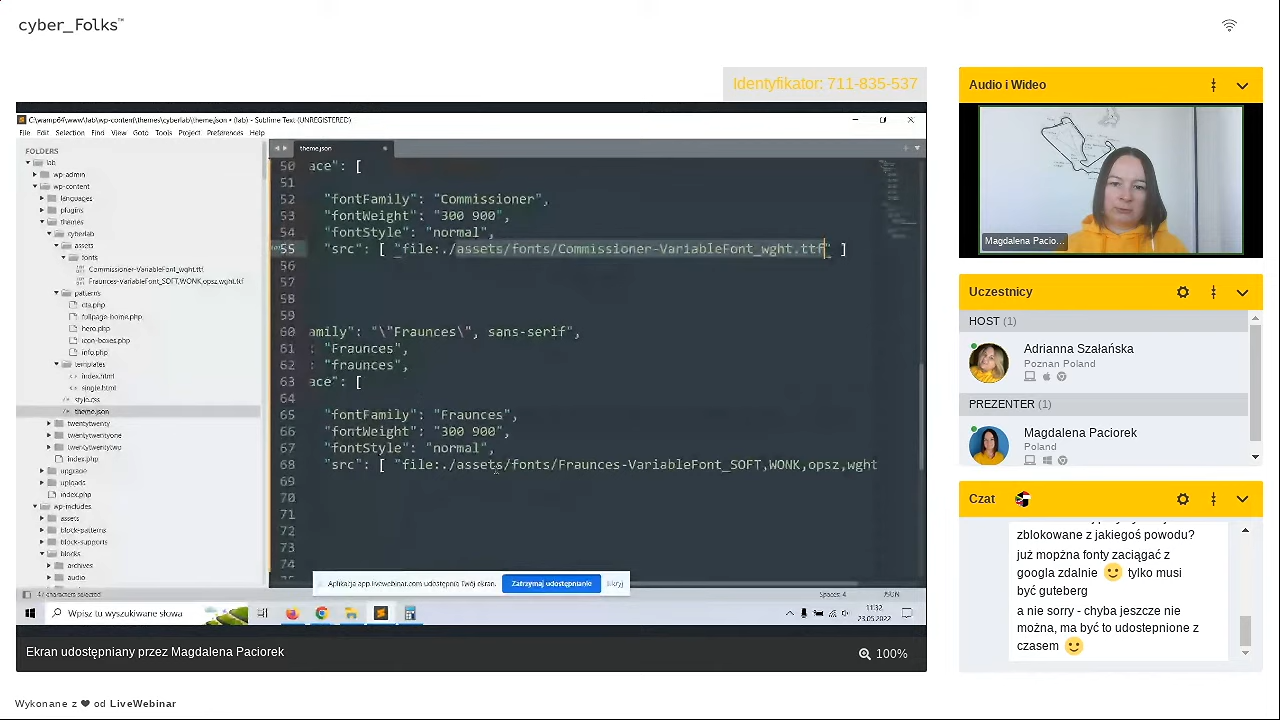 cyber_Folks™
Identyfikator: 711-835-537
C:\wamp64\www\lab\wp-content\themes\cyberlab\theme.json • (lab) - Sublime Text (UNREGISTERED)
File Edit Selection Find View Goto Tools Project Preferences Help
FOLDERS
lab
wp-admin
wp-content
languages
plugins
themes
cyberlab
assets
fonts
Commissioner-VariableFont_wght.ttf
Fraunces-VariableFont_SOFT,WONK,opsz,wght.ttf
patterns
cta.php
fullpage-home.php
hero.php
icon-boxes.php
info.php
templates
index.html
single.html
style.css
theme.json
twentytwenty
twentytwentyone
twentytwentytwo
index.php
upgrade
uploads
index.php
wp-includes
assets
block-patterns
block-supports
blocks
archives
audio
theme.json
50 ace": [
51
52 "fontFamily": "Commissioner",
53 "fontWeight": "300 900",
54 "fontStyle": "normal",
55 "src": [ "file:./assets/fonts/Commissioner-VariableFont_wght.ttf" ]
56
57
58
59
60 amily": "\"Fraunces\", sans-serif",
61 : "Fraunces",
62 : "fraunces",
63 ace": [
64
65 "fontFamily": "Fraunces",
66 "fontWeight": "300 900",
67 "fontStyle": "normal",
68 "src": [ "file:./assets/fonts/Fraunces-VariableFont_SOFT,WONK,opsz,wght
69
70
71
72
73
74
Aplikacja app.livewebinar.com udostępnia Twój ekran.
Zatrzymaj udostępnianie
Ukryj
characters selected
Spaces: 4
JSON
Wpisz tu wyszukiwane słowa
11:32
23.05.2022
Ekran udostępniany przez Magdalena Paciorek
100%
Wykonane z ❤ od LiveWebinar
Audio i Wideo
Magdalena Pacio...
Uczestnicy
HOST (1)
Adrianna Szałańska
Poznan Poland
PREZENTER (1)
Magdalena Paciorek
Poland
Czat
zblokowane z jakiegoś powodu?
już mopżna fonty zaciągać z
googla zdalnie 🙂 tylko musi
być guteberg
a nie sorry - chyba jeszcze nie
można, ma być to udostepnione z
czasem 🙂